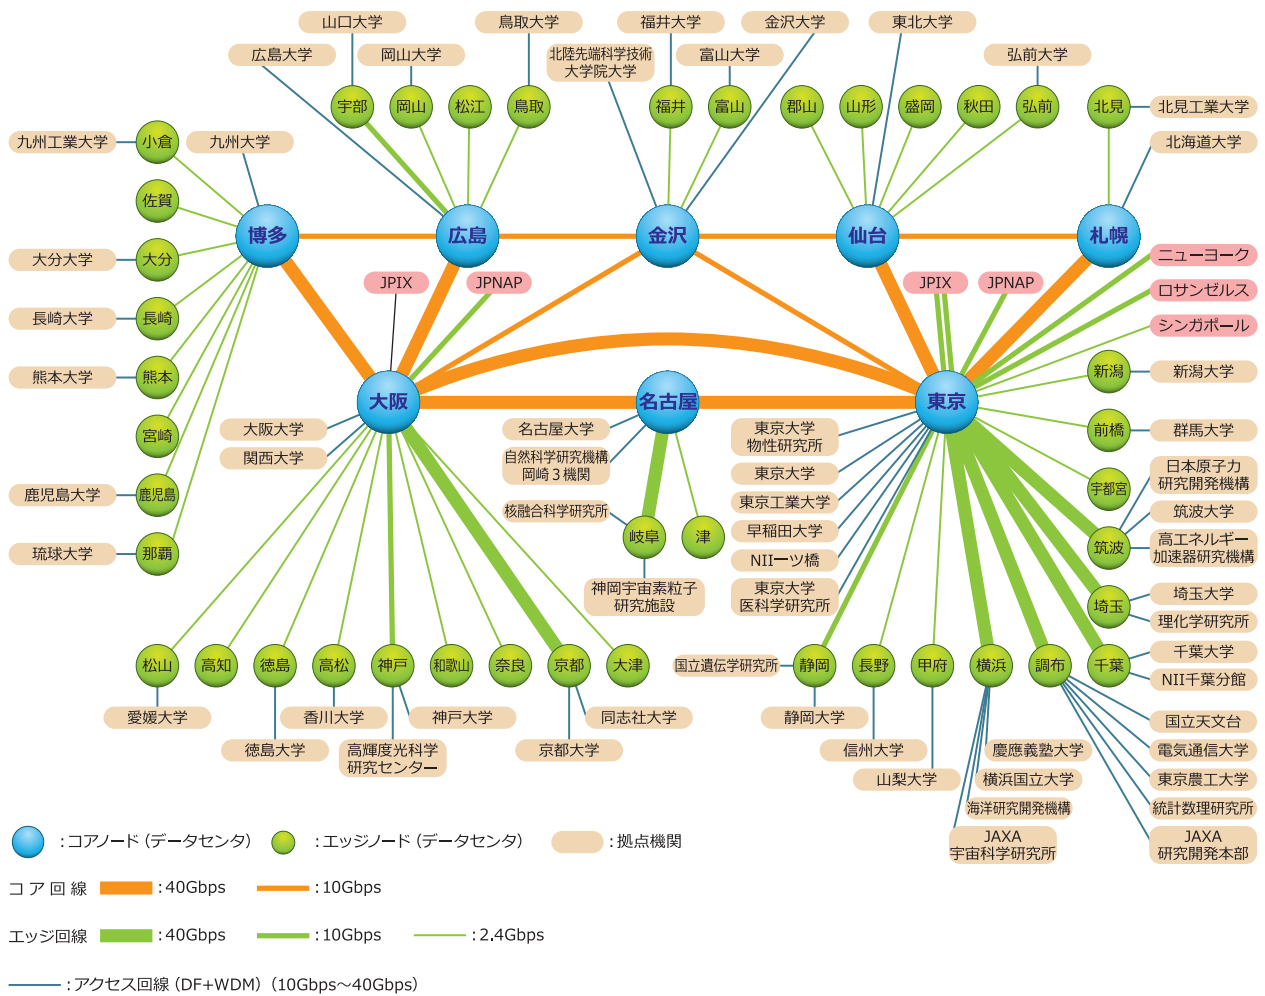 山口大学
鳥取大学
福井大学
金沢大学
東北大学
広島大学
岡山大学
北陸先端科学技術
大学院大学
富山大学
弘前大学
宇部
岡山
松江
鳥取
福井
富山
郡山
山形
盛岡
秋田
弘前
北見
北見工業大学
九州工業大学
小倉
九州大学
北海道大学
佐賀
博多
広島
金沢
仙台
札幌
大分大学
大分
JPIX
JPNAP
JPIX
JPNAP
ニューヨーク
ロサンゼルス
シンガポール
長崎大学
長崎
熊本大学
熊本
新潟
新潟大学
大阪
名古屋
東京
宮崎
大阪大学
関西大学
名古屋大学
自然科学研究機構
岡崎3機関
東京大学
物性研究所
東京大学
東京工業大学
早稲田大学
NII一ツ橋
東京大学
医科学研究所
前橋
群馬大学
宇都宮
日本原子力
研究開発機構
筑波大学
高エネルギー
加速器研究機構
筑波
鹿児島大学
鹿児島
核融合科学研究所
岐阜
津
琉球大学
那覇
神岡宇宙素粒子
研究施設
埼玉
埼玉大学
理化学研究所
千葉大学
NII千葉分館
松山
高知
徳島
高松
神戸
和歌山
奈良
京都
大津
国立遺伝学研究所
静岡
長野
甲府
横浜
調布
千葉
愛媛大学
徳島大学
香川大学
高輝度光科学
研究センター
神戸大学
京都大学
同志社大学
静岡大学
信州大学
山梨大学
慶應義塾大学
横浜国立大学
海洋研究開発機構
JAXA
宇宙科学研究所
国立天文台
電気通信大学
東京農工大学
統計数理研究所
JAXA
研究開発本部
:コアノード(データセンタ)
:エッジノード(データセンタ)
:拠点機関
コア回線
:40Gbps
:10Gbps
エッジ回線
:40Gbps
:10Gbps
:2.4Gbps
:アクセス回線(DF+WDM)(10Gbps～40Gbps)